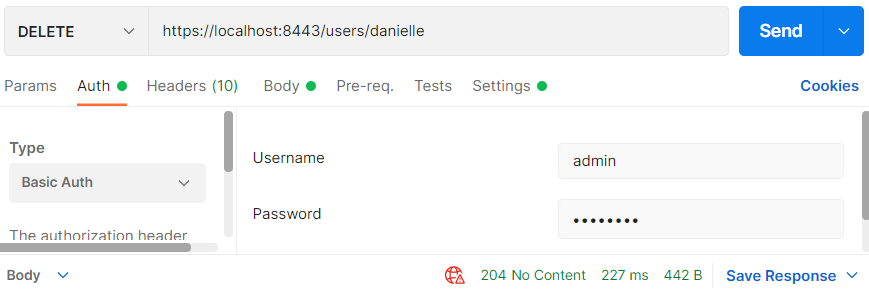 DELETE https://localhost:8443/users/danielle Send
Params Auth Headers (10) Body Pre-req. Tests Settings Cookies
Type
Username admin
Basic Auth
Password ••••••••
The authorization header
Body 204 No Content 227 ms 442 B Save Response